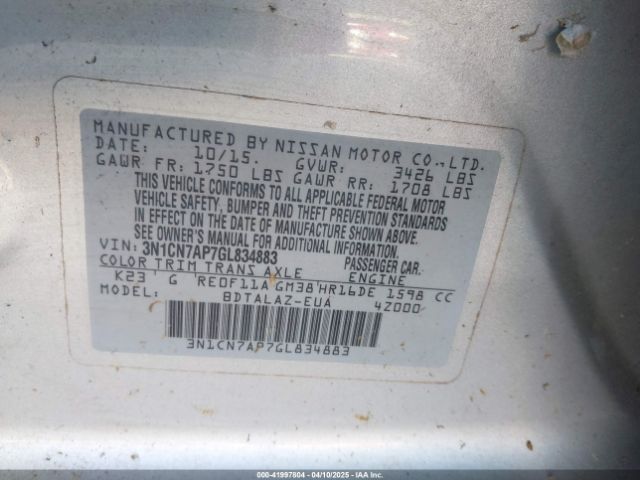 MANUFACTURED BY NISSAN MOTOR CO.,LTD.
DATE: 10/15. GVWR: 3426 LBS
GAWR FR: 1750 LBS GAWR RR: 1708 LBS
THIS VEHICLE CONFORMS TO ALL APPLICABLE FEDERAL MOTOR
VEHICLE SAFETY, BUMPER AND THEFT PREVENTION STANDARDS
IN EFFECT ON THE DATE OF MANUFACTURE SHOWN ABOVE.
SEE OWNER'S MANUAL FOR ADDITIONAL INFORMATION.
VIN: 3N1CN7AP7GL834883 PASSENGER CAR.
COLOR TRIM TRANS AXLE ENGINE
K23 ' G RE0F11A GM38'HR16DE 1598 CC
MODEL: BDTALAZ-EUA 4Z000
3N1CN7AP7GL834883
000-41997804 - 04/10/2025 - IAAI.COM